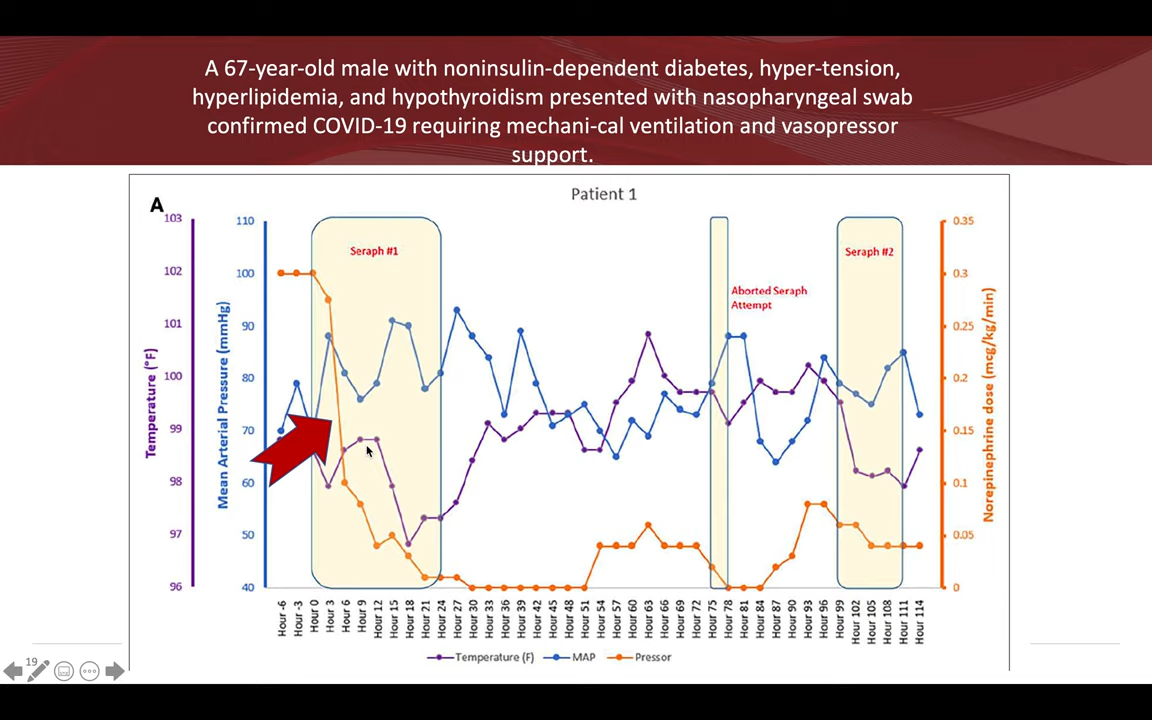 A 67-year-old male with noninsulin-dependent diabetes, hyper-tension,
hyperlipidemia, and hypothyroidism presented with nasopharyngeal swab
confirmed COVID-19 requiring mechani-cal ventilation and vasopressor
support.
A
Patient 1
103
102
101
100
99
98
97
96
Temperature (°F)
110
100
90
80
70
60
50
40
Mean Arterial Pressure (mmHg)
Seraph #1
Aborted Seraph
Attempt
Seraph #2
0.35
0.3
0.25
0.2
0.15
0.1
0.05
0
Norepinephrine dose (mcg/kg/min)
Hour -6
Hour -3
Hour 0
Hour 3
Hour 6
Hour 9
Hour 12
Hour 15
Hour 18
Hour 21
Hour 24
Hour 27
Hour 30
Hour 33
Hour 36
Hour 39
Hour 42
Hour 45
Hour 48
Hour 51
Hour 54
Hour 57
Hour 60
Hour 63
Hour 66
Hour 69
Hour 72
Hour 75
Hour 78
Hour 81
Hour 84
Hour 87
Hour 90
Hour 93
Hour 96
Hour 99
Hour 102
Hour 105
Hour 108
Hour 111
Hour 114
Temperature (F) MAP Pressor
19